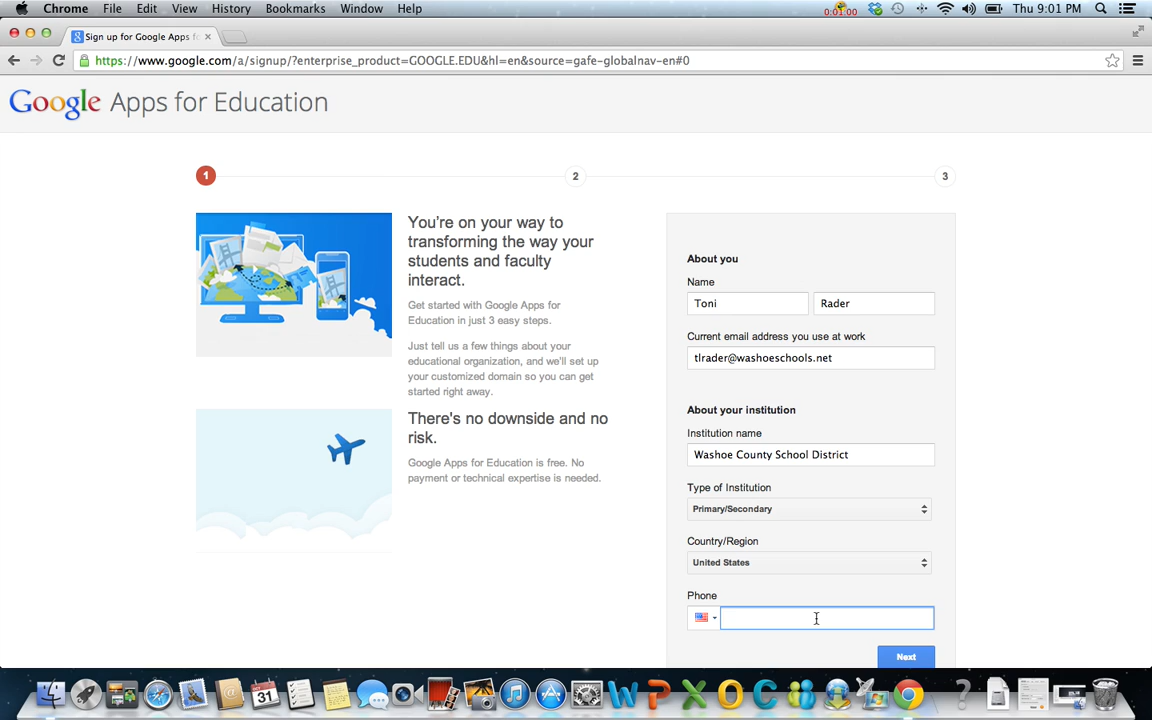 Chrome File Edit View History Bookmarks Window Help 0:01:00 Thu 9:01 PM
Sign up for Google Apps f
https://www.google.com/a/signup/?enterprise_product=GOOGLE.EDU&hl=en&source=gafe-globalnav-en#0
Google Apps for Education
1 2 3
You're on your way to
transforming the way your
students and faculty
interact.
Get started with Google Apps for
Education in just 3 easy steps.
Just tell us a few things about your
educational organization, and we'll set up
your customized domain so you can get
started right away.
There's no downside and no
risk.
Google Apps for Education is free. No
payment or technical expertise is needed.
About you
Name
Toni Rader
Current email address you use at work
tlrader@washoeschools.net
About your institution
Institution name
Washoe County School District
Type of Institution
Primary/Secondary
Country/Region
United States
Phone
Next
31